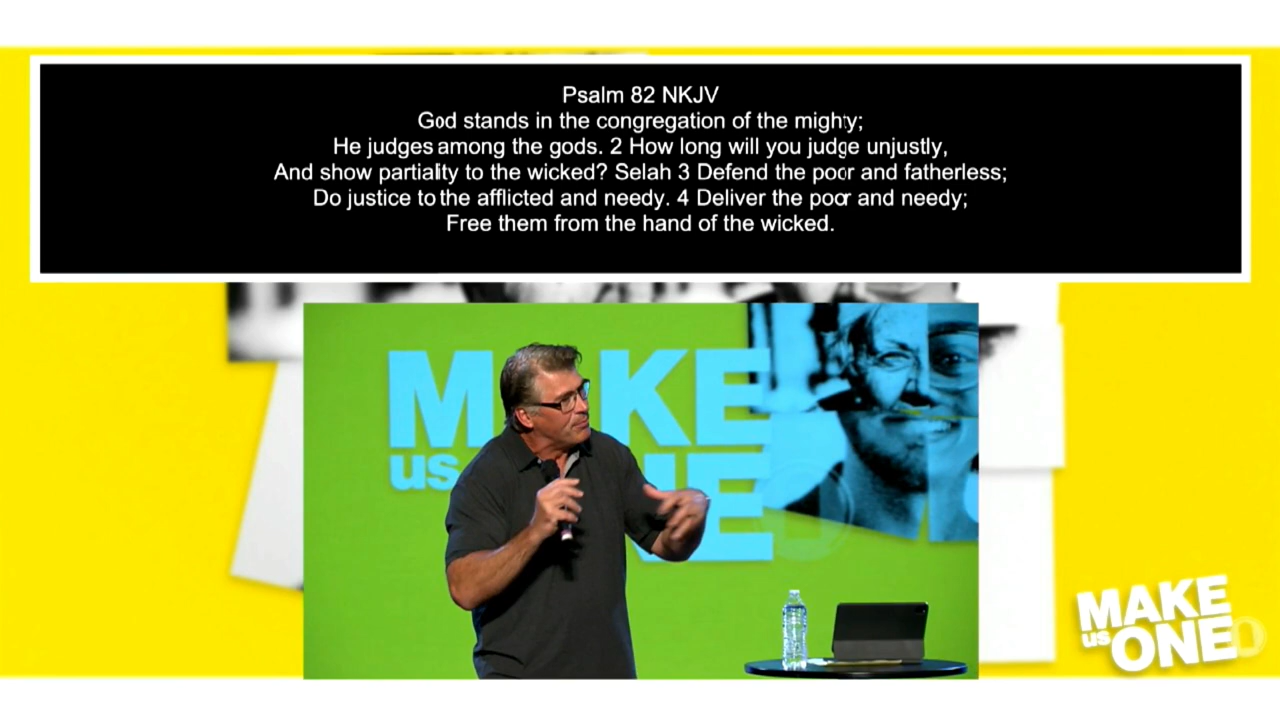 Psalm 82 NKJV
God stands in the congregation of the mighty;
He judges among the gods. 2 How long will you judge unjustly,
And show partiality to the wicked? Selah 3 Defend the poor and fatherless;
Do justice to the afflicted and needy. 4 Deliver the poor and needy;
Free them from the hand of the wicked.
MAKE
us ONE
MAKE
us ONE